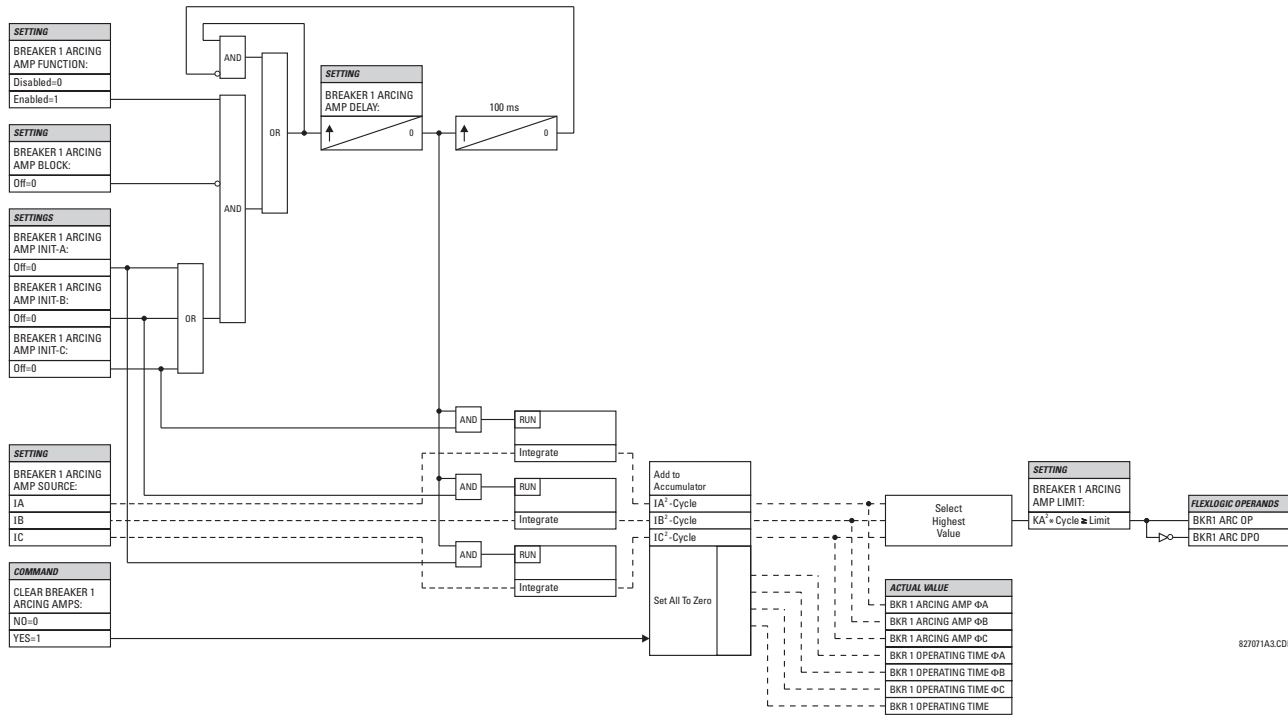 SETTING
BREAKER 1 ARCING
AMP FUNCTION:
Disabled=0
Enabled=1
SETTING
BREAKER 1 ARCING
AMP BLOCK:
Off=0
SETTINGS
BREAKER 1 ARCING
AMP INIT-A:
Off=0
BREAKER 1 ARCING
AMP INIT-B:
Off=0
BREAKER 1 ARCING
AMP INIT-C:
Off=0
SETTING
BREAKER 1 ARCING
AMP SOURCE:
IA
IB
IC
COMMAND
CLEAR BREAKER 1
ARCING AMPS:
NO=0
YES=1
AND
OR
AND
OR
SETTING
BREAKER 1 ARCING
AMP DELAY:
0
100 ms
0
AND
RUN
Integrate
AND
RUN
Integrate
AND
RUN
Integrate
Add to
Accumulator
IA²-Cycle
IB²-Cycle
IC²-Cycle
Set All To Zero
Select
Highest
Value
SETTING
BREAKER 1 ARCING
AMP LIMIT:
KA²*Cycle ≥ Limit
FLEXLOGIC OPERANDS
BKR1 ARC OP
BKR1 ARC DPO
ACTUAL VALUE
BKR 1 ARCING AMP ΦA
BKR 1 ARCING AMP ΦB
BKR 1 ARCING AMP ΦC
BKR 1 OPERATING TIME ΦA
BKR 1 OPERATING TIME ΦB
BKR 1 OPERATING TIME ΦC
BKR 1 OPERATING TIME